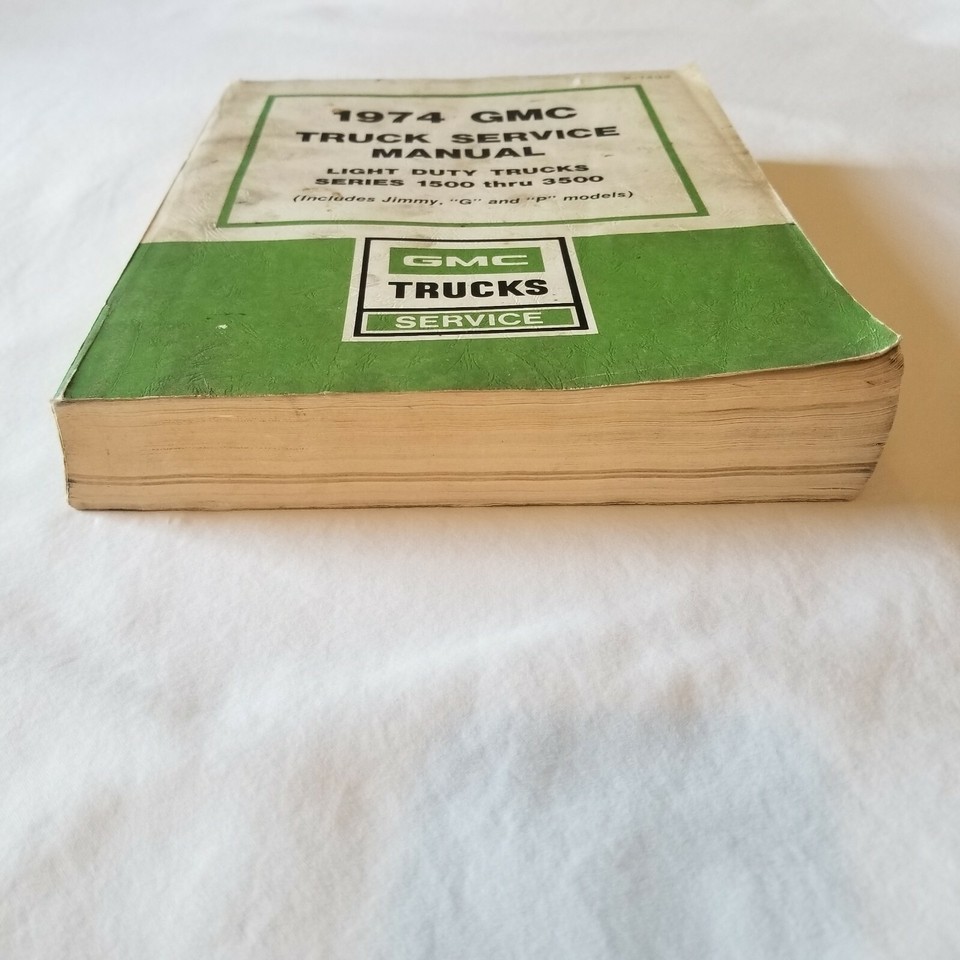 1974 GMC
TRUCK SERVICE
MANUAL
LIGHT DUTY TRUCKS
SERIES 1500 thru 3500
(Includes Jimmy, "G" and "P" models)
GMC
TRUCKS
SERVICE